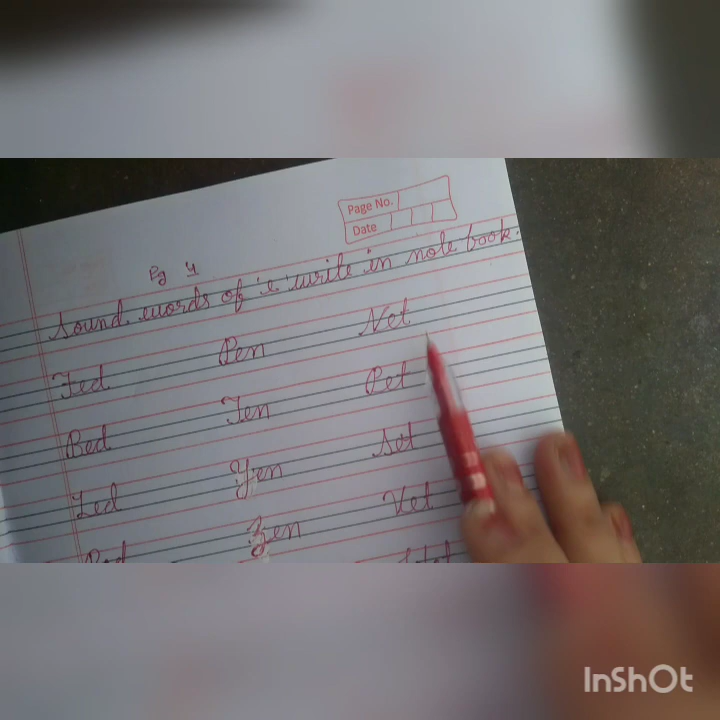 Page No.
Date
Pg 4
Sound words of 'e' write in note book.
Fed Pen Net
Bed Ten Pet
Led Yen Set
Zen Vet
InShOt